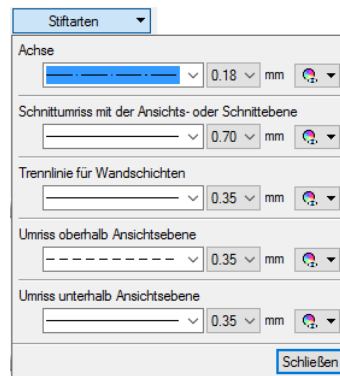 Stiftarten
Achse
0.18 mm
Schnittumriss mit der Ansichts- oder Schnittebene
0.70 mm
Trennlinie für Wandschichten
0.35 mm
Umriss oberhalb Ansichtsebene
0.35 mm
Umriss unterhalb Ansichtsebene
0.35 mm
Schließen